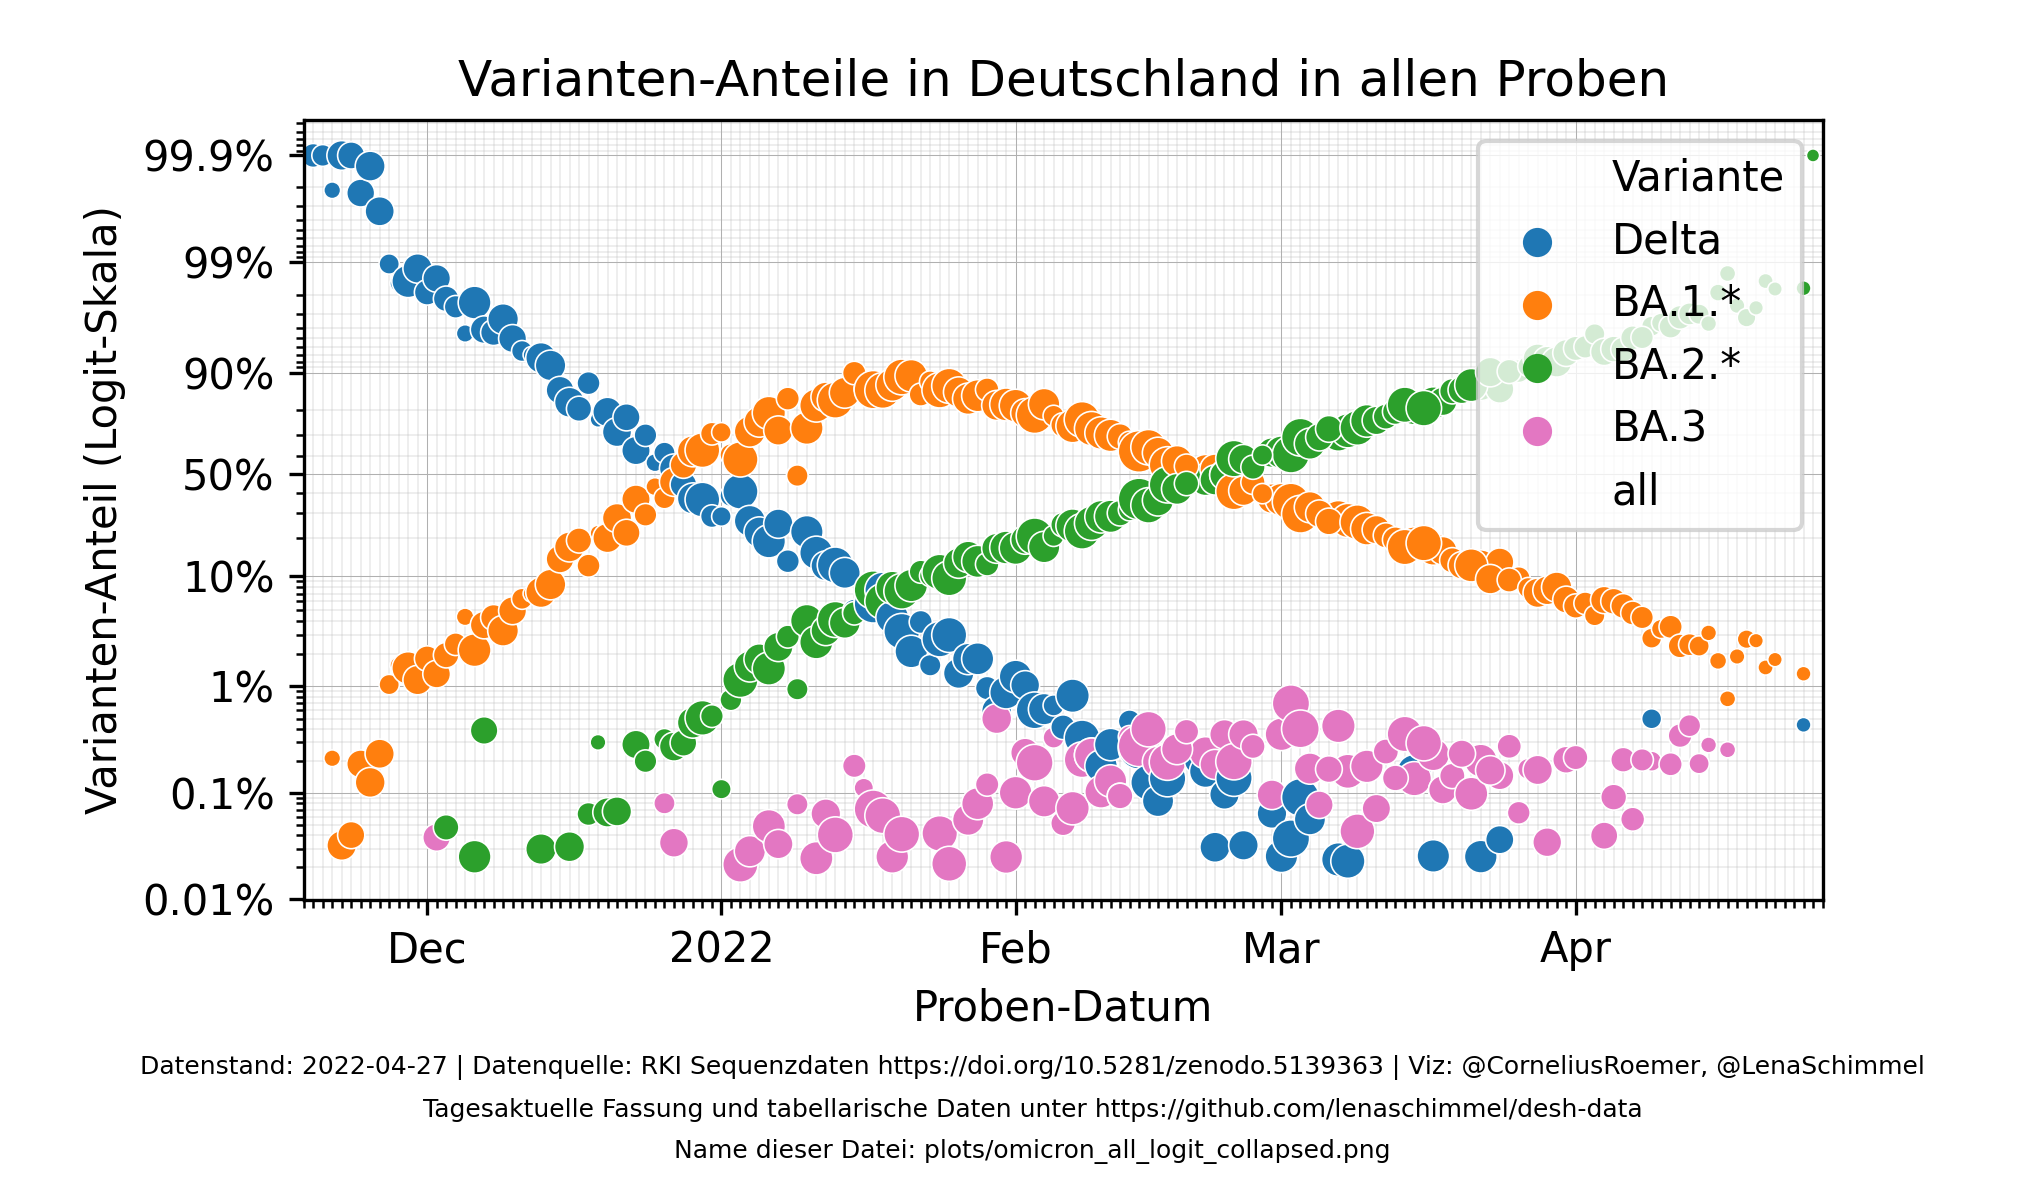 Varianten-Anteile in Deutschland in allen Proben
Varianten-Anteil (Logit-Skala)
99.9%
99%
90%
50%
10%
1%
0.1%
0.01%
Variante
Delta
BA.1.*
BA.2.*
BA.3
all
Dec
2022
Feb
Mar
Apr
Proben-Datum
Datenstand: 2022-04-27 | Datenquelle: RKI Sequenzdaten https://doi.org/10.5281/zenodo.5139363 | Viz: @CorneliusRoemer, @LenaSchimmel
Tagesaktuelle Fassung und tabellarische Daten unter https://github.com/lenaschimmel/desh-data
Name dieser Datei: plots/omicron_all_logit_collapsed.png